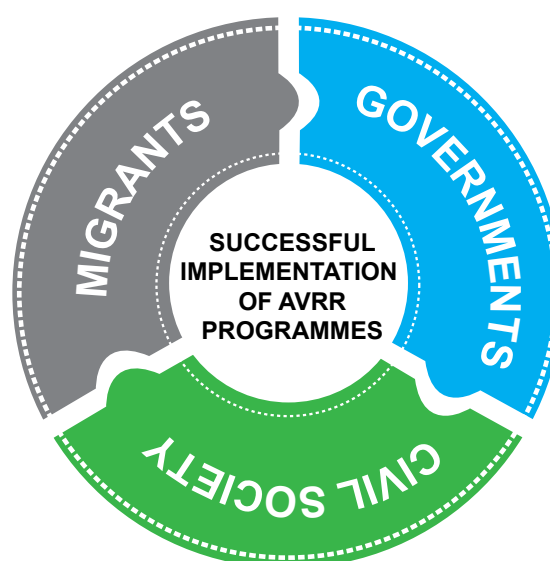 MIGRANTS
GOVERNMENTS
SUCCESSFUL
IMPLEMENTATION
OF AVRR
PROGRAMMES
CIVIL SOCIETY